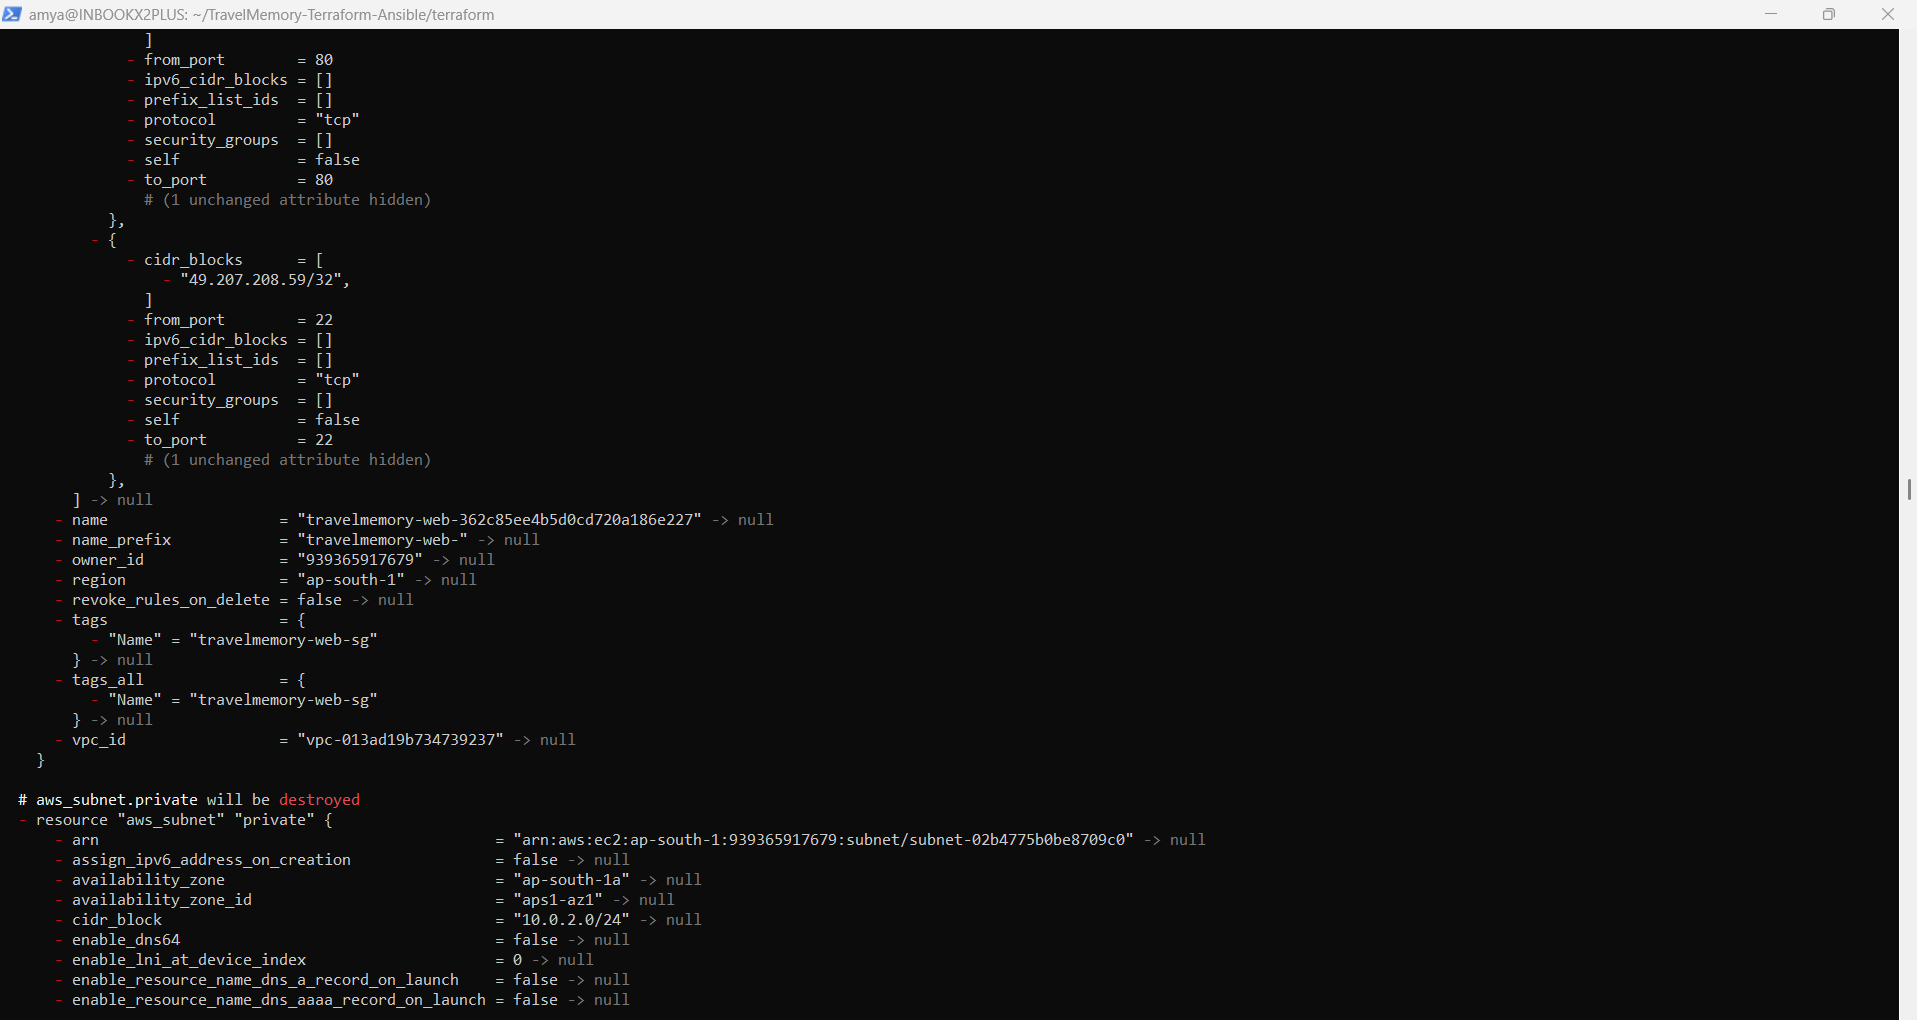 amya@INBOOKX2PLUS: ~/TravelMemory-Terraform-Ansible/terraform
              ]
            - from_port        = 80
            - ipv6_cidr_blocks = []
            - prefix_list_ids  = []
            - protocol         = "tcp"
            - security_groups  = []
            - self             = false
            - to_port          = 80
              # (1 unchanged attribute hidden)
          },
        - {
            - cidr_blocks      = [
                - "49.207.208.59/32",
              ]
            - from_port        = 22
            - ipv6_cidr_blocks = []
            - prefix_list_ids  = []
            - protocol         = "tcp"
            - security_groups  = []
            - self             = false
            - to_port          = 22
              # (1 unchanged attribute hidden)
          },
      ] -> null
    - name                   = "travelmemory-web-362c85ee4b5d0cd720a186e227" -> null
    - name_prefix            = "travelmemory-web-" -> null
    - owner_id               = "939365917679" -> null
    - region                 = "ap-south-1" -> null
    - revoke_rules_on_delete = false -> null
    - tags                   = {
        - "Name" = "travelmemory-web-sg"
      } -> null
    - tags_all               = {
        - "Name" = "travelmemory-web-sg"
      } -> null
    - vpc_id                 = "vpc-013ad19b734739237" -> null
  }
# aws_subnet.private will be destroyed
- resource "aws_subnet" "private" {
    - arn                                            = "arn:aws:ec2:ap-south-1:939365917679:subnet/subnet-02b4775b0be8709c0" -> null
    - assign_ipv6_address_on_creation                = false -> null
    - availability_zone                              = "ap-south-1a" -> null
    - availability_zone_id                           = "aps1-az1" -> null
    - cidr_block                                     = "10.0.2.0/24" -> null
    - enable_dns64                                   = false -> null
    - enable_lni_at_device_index                     = 0 -> null
    - enable_resource_name_dns_a_record_on_launch    = false -> null
    - enable_resource_name_dns_aaaa_record_on_launch = false -> null